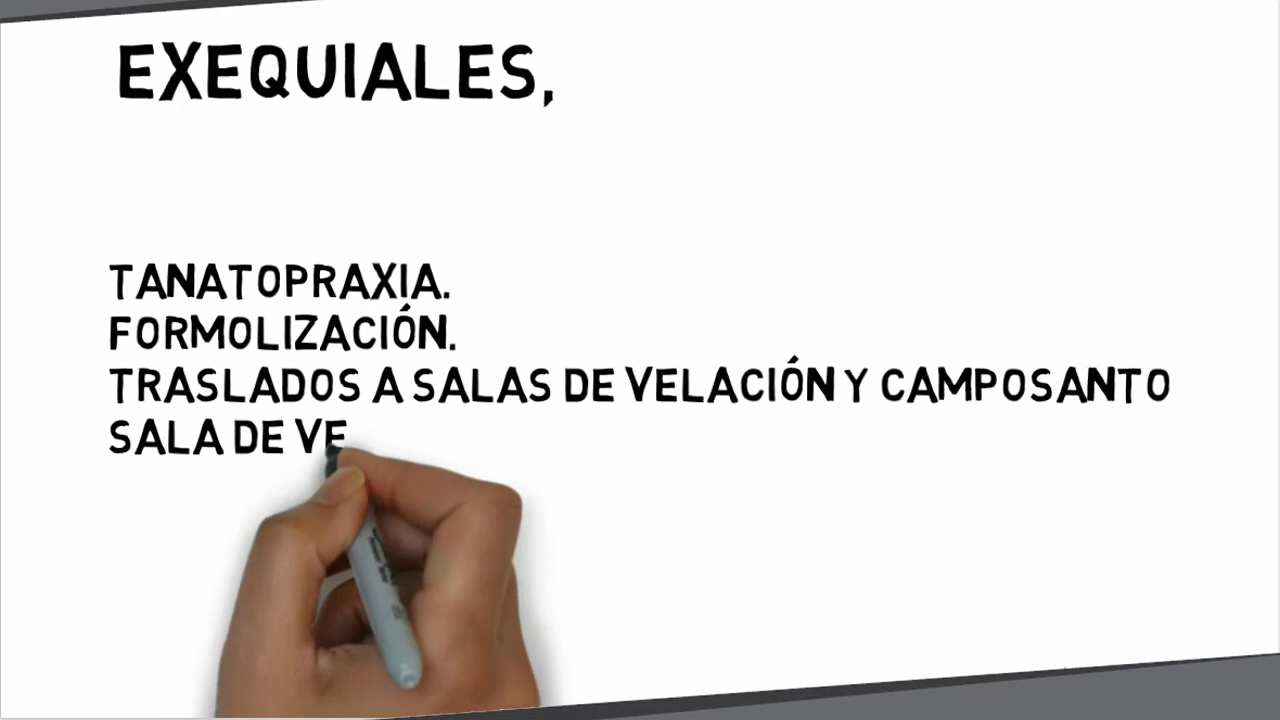 EXEQUIALES,
TANATOPRAXIA.
FORMOLIZACIÓN.
TRASLADOS A SALAS DE VELACIÓN Y CAMPOSANTO
SALA DE VE